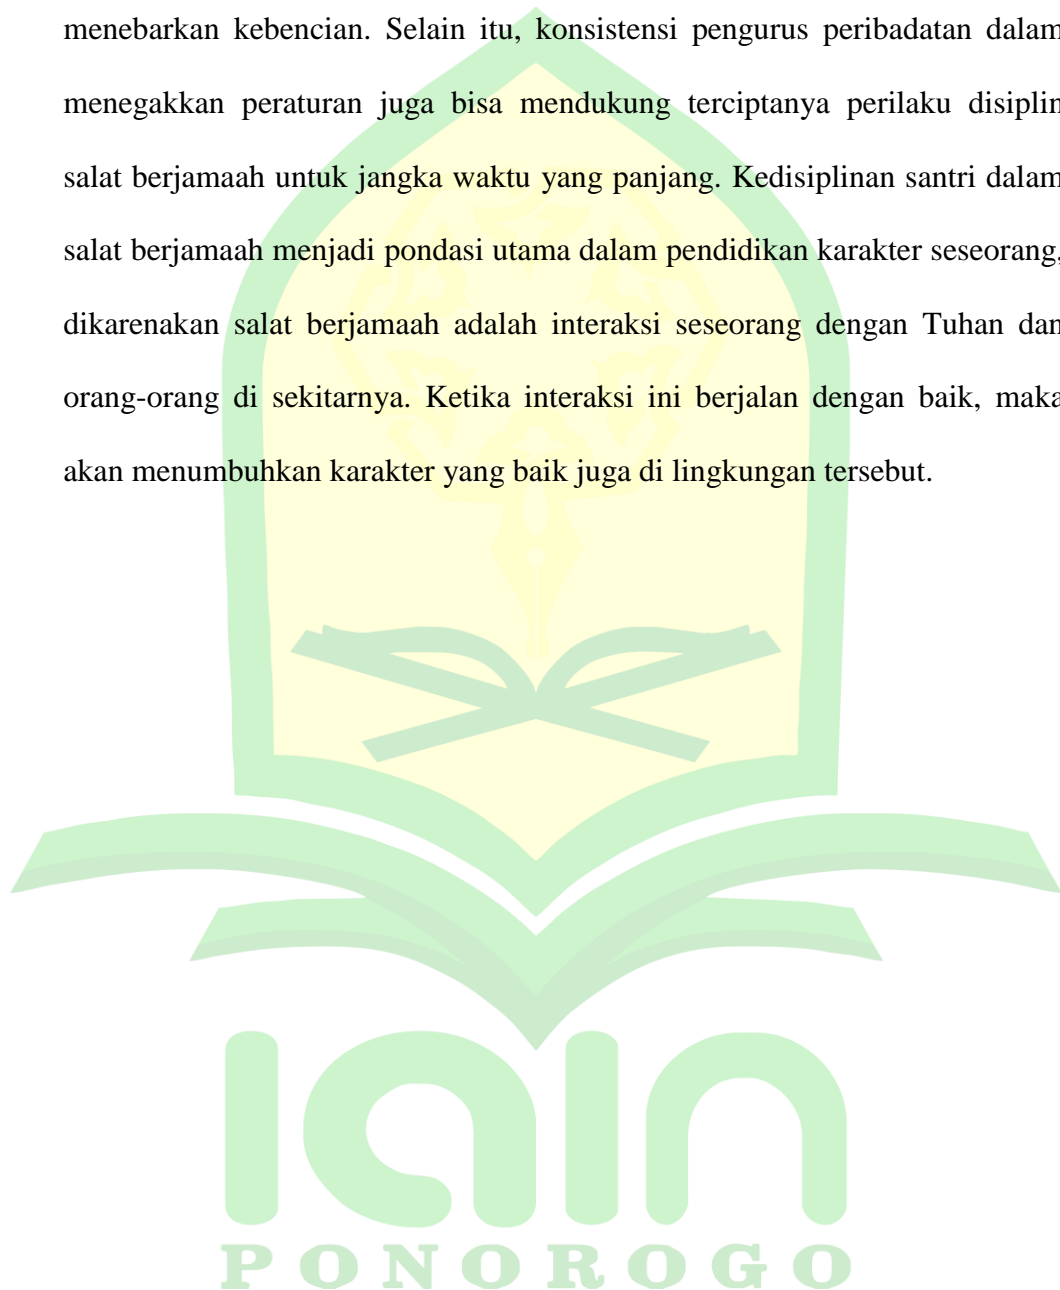 menebarkan kebencian. Selain itu, konsistensi pengurus peribadatan dalam
menegakkan peraturan juga bisa mendukung terciptanya perilaku disiplin
salat berjamaah untuk jangka waktu yang panjang. Kedisiplinan santri dalam
salat berjamaah menjadi pondasi utama dalam pendidikan karakter seseorang,
dikarenakan salat berjamaah adalah interaksi seseorang dengan Tuhan dan
orang-orang di sekitarnya. Ketika interaksi ini berjalan dengan baik, maka
akan menumbuhkan karakter yang baik juga di lingkungan tersebut.
IAIN
PONOROGO